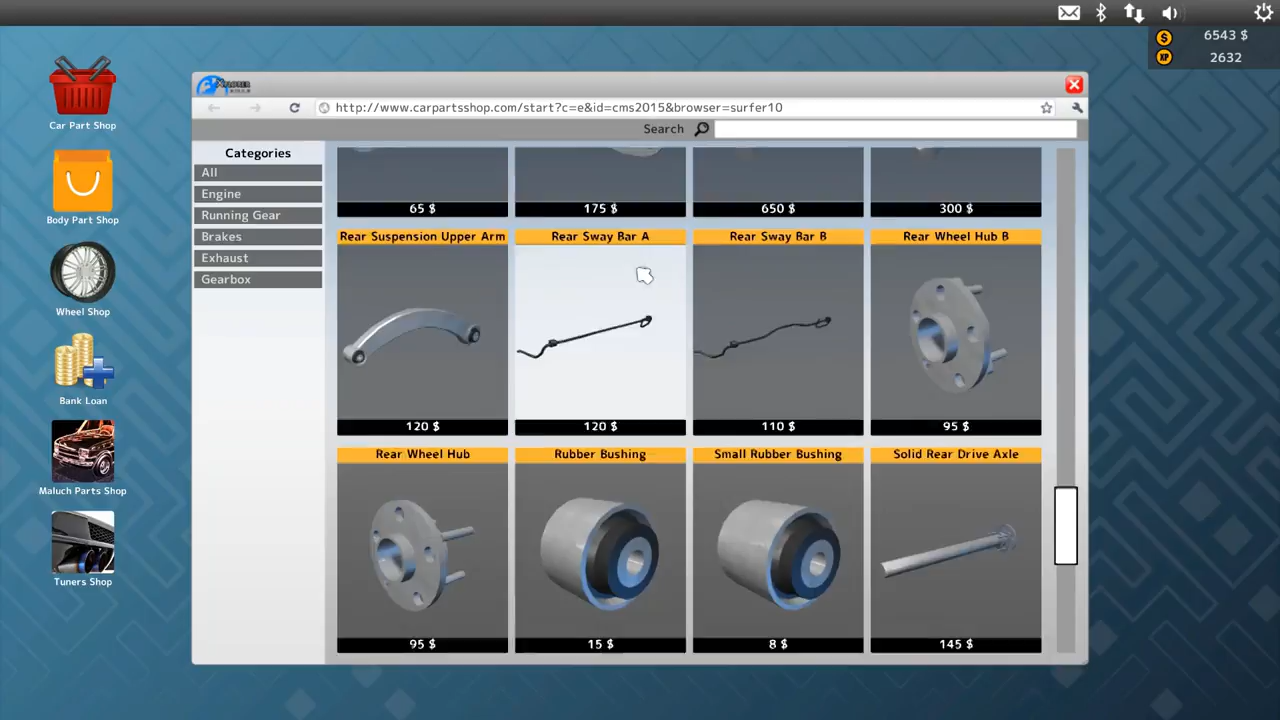 6543 $
2632
http://www.carpartsshop.com/start?c=e&id=cms2015&browser=surfer10
Search
Car Part Shop
Body Part Shop
Wheel Shop
Bank Loan
Maluch Parts Shop
Tuners Shop
Categories
All
Engine
Running Gear
Brakes
Exhaust
Gearbox
65 $
175 $
650 $
300 $
Rear Suspension Upper Arm
Rear Sway Bar A
Rear Sway Bar B
Rear Wheel Hub B
120 $
120 $
110 $
95 $
Rear Wheel Hub
Rubber Bushing
Small Rubber Bushing
Solid Rear Drive Axle
95 $
15 $
8 $
145 $